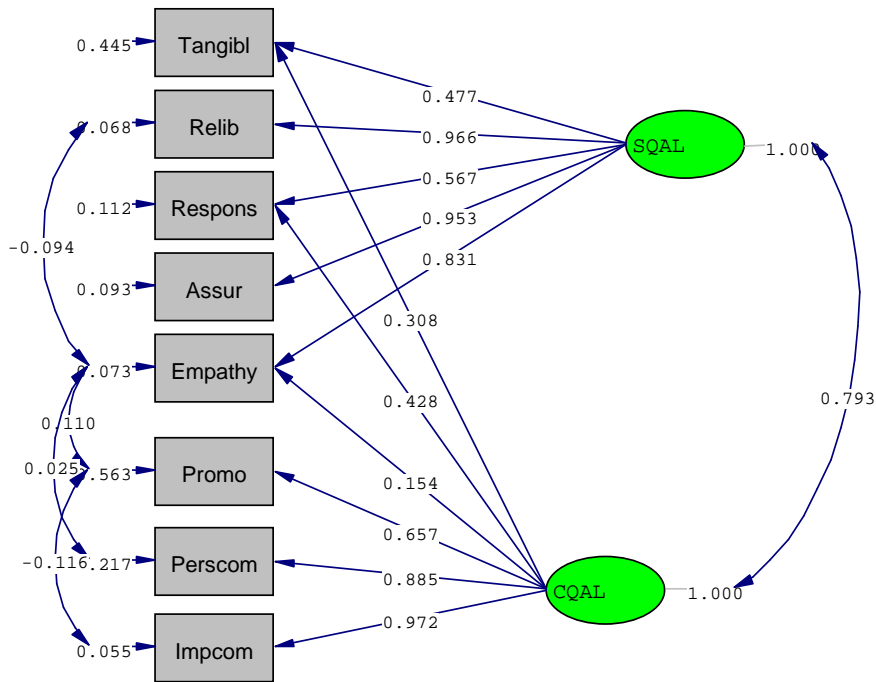 0.445
Tangibl
0.477
0.068
Relib
0.966
SQAL
1.000
0.112
Respons
0.567
-0.094
0.953
0.093
Assur
0.831
0.308
0.073
Empathy
0.793
0.110
0.428
0.025
.563
Promo
0.154
0.657
-0.116
.217
Perscom
0.885
CQAL
1.000
0.972
0.055
Impcom